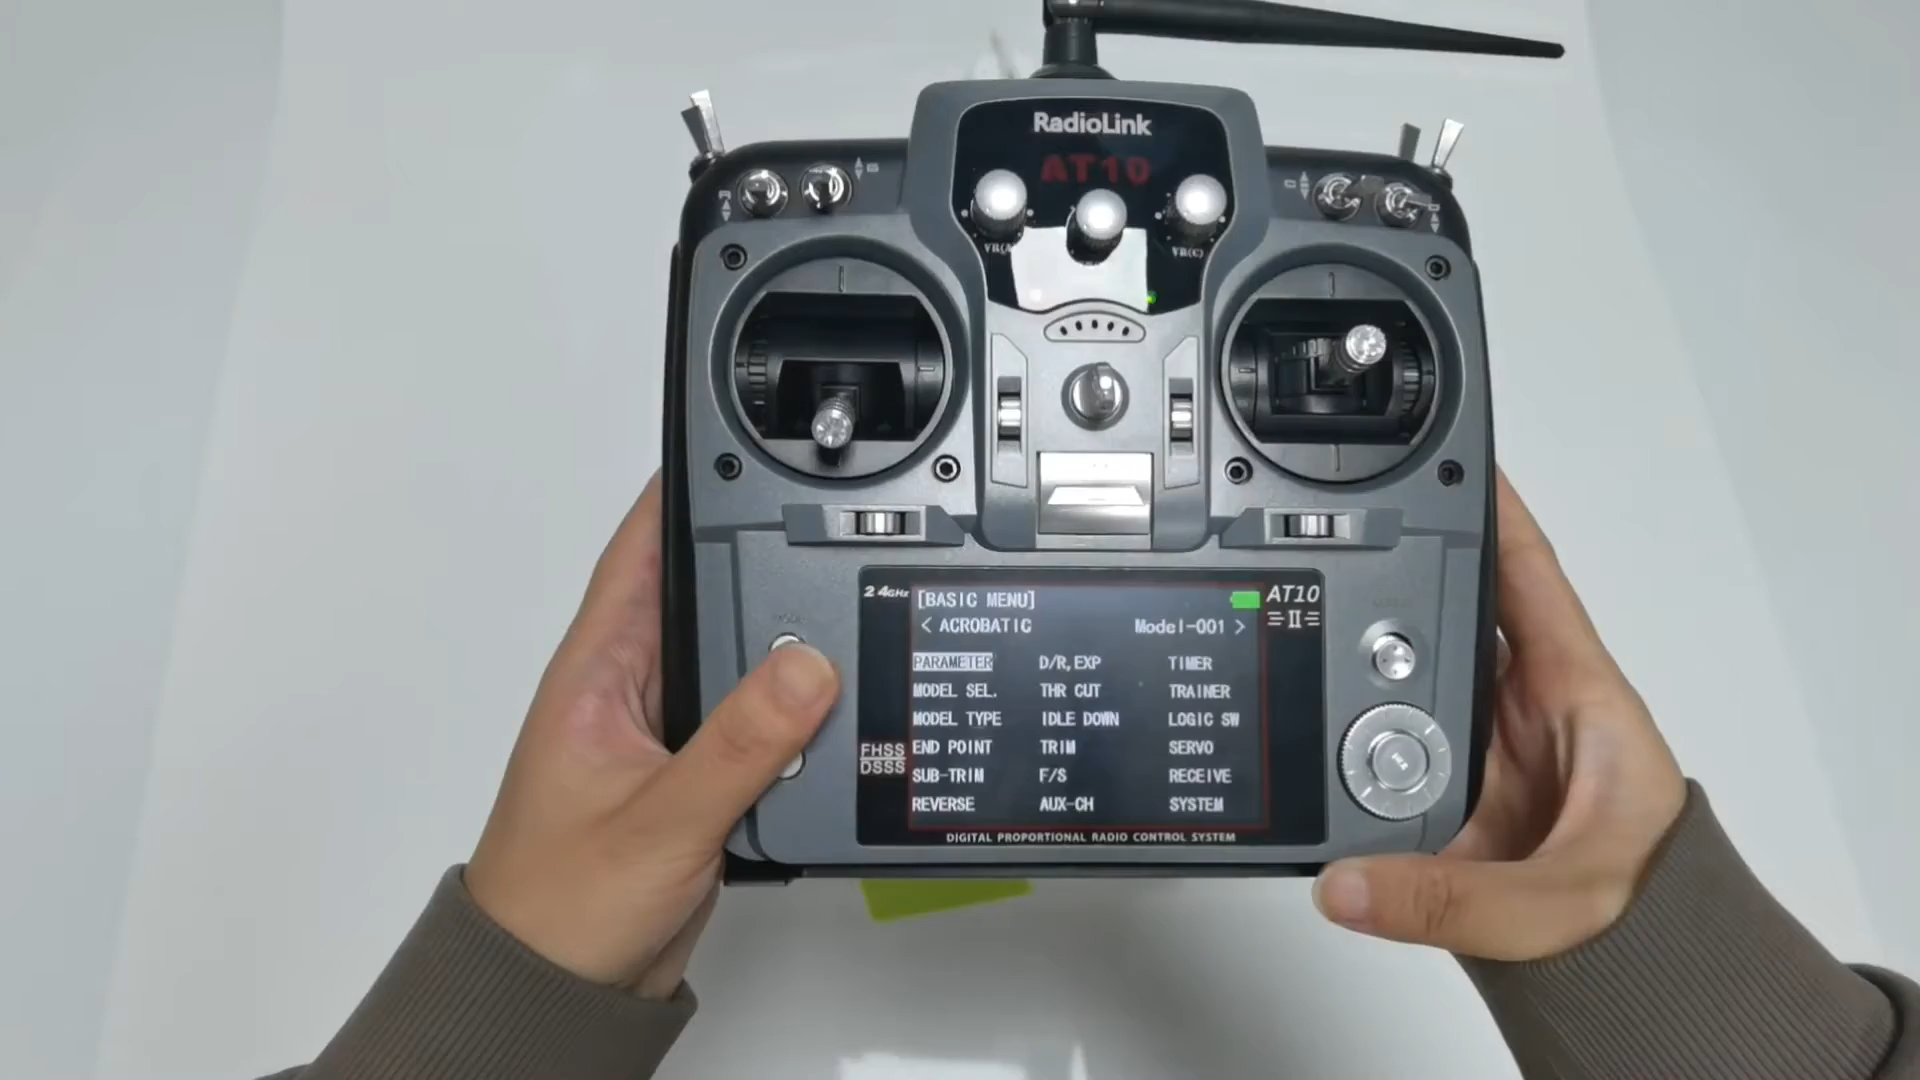 RadioLink
AT10
VR(C)
2.4GHz
[BASIC MENU]
AT10
II
< ACROBATIC Model-001 >
PARAMETER D/R,EXP TIMER
MODEL SEL. THR CUT TRAINER
MODEL TYPE IDLE DOWN LOGIC SW
END POINT TRIM SERVO
SUB-TRIM F/S RECEIVE
REVERSE AUX-CH SYSTEM
FHSS
DSSS
DIGITAL PROPORTIONAL RADIO CONTROL SYSTEM